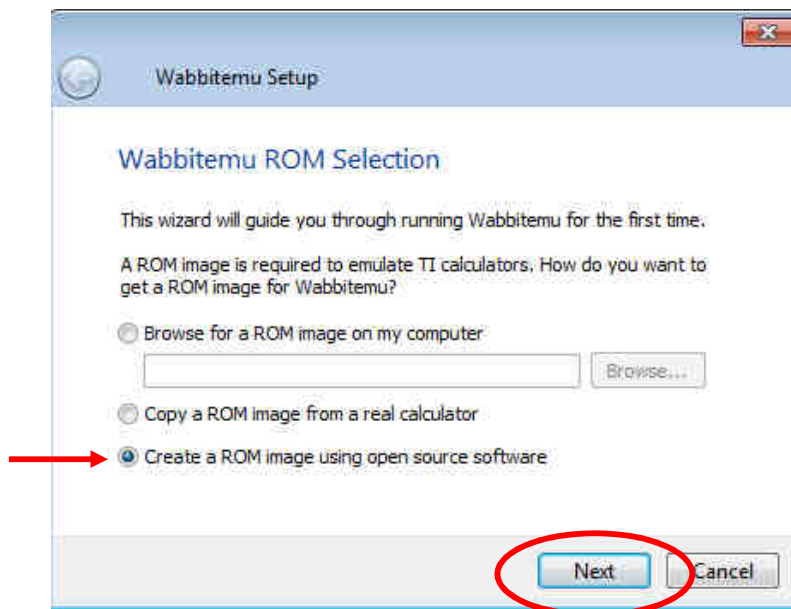 Wabbitemu Setup
Wabbitemu ROM Selection
This wizard will guide you through running Wabbitemu for the first time.
A ROM image is required to emulate TI calculators. How do you want to
get a ROM image for Wabbitemu?
Browse for a ROM image on my computer
Browse...
Copy a ROM image from a real calculator
Create a ROM image using open source software
Next
Cancel